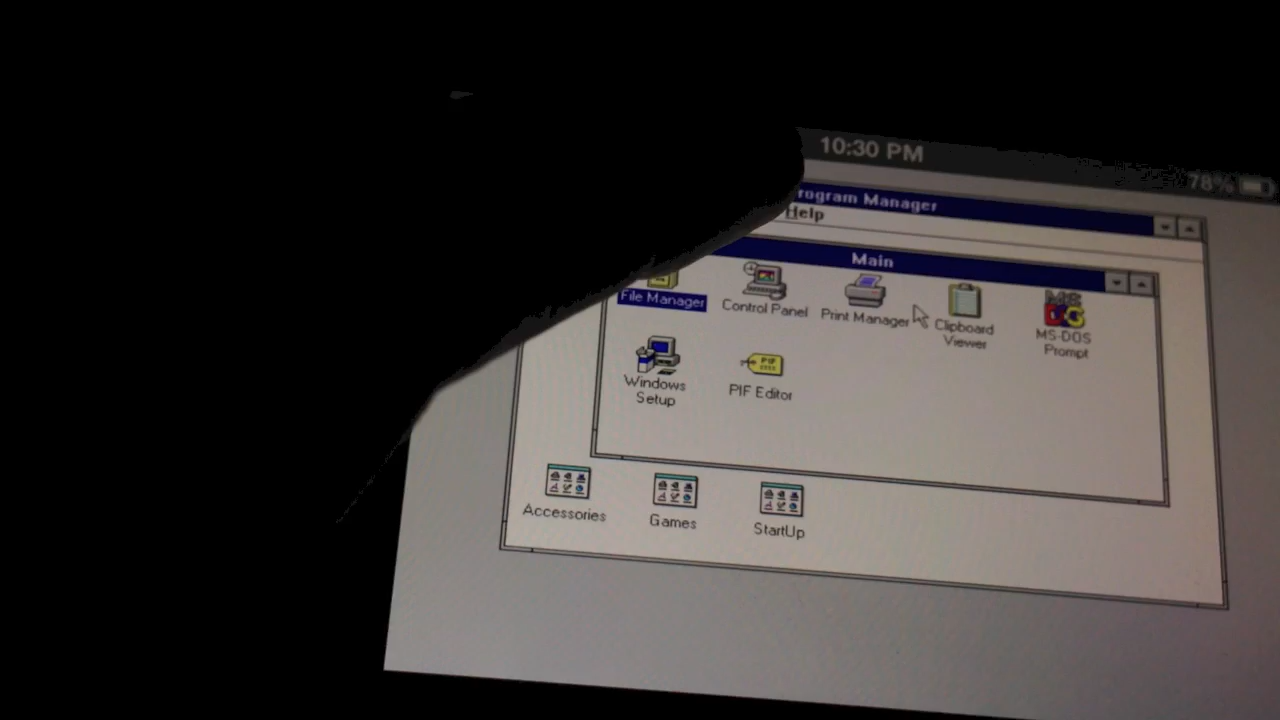 10:30 PM
78%
rogram Manager
Help
Main
File Manager
Control Panel
Print Manager
Clipboard
Viewer
MS-DOS
Prompt
Windows
Setup
PIF
PIF Editor
Accessories
Games
StartUp